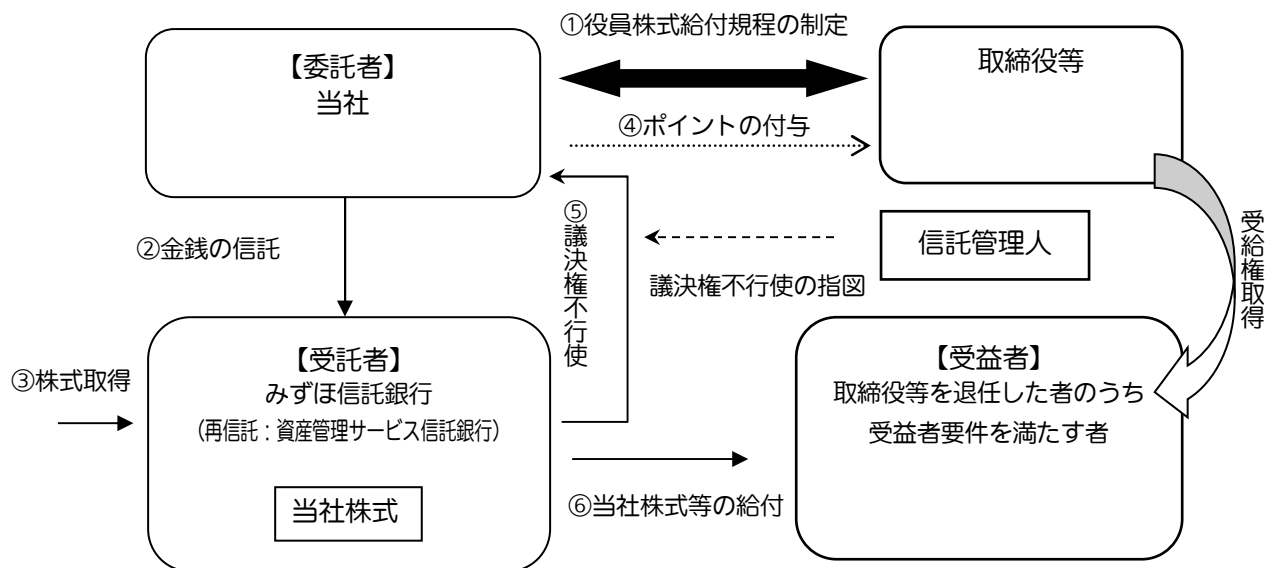 ①役員株式給付規程の制定
【委託者】
当社
取締役等
④ポイントの付与
②金銭の信託
⑤議決権不行使
信託管理人
議決権不行使の指図
受給権取得
③株式取得
【受託者】
みずほ信託銀行
(再信託：資産管理サービス信託銀行)
当社株式
⑥当社株式等の給付
【受益者】
取締役等を退任した者のうち
受益者要件を満たす者